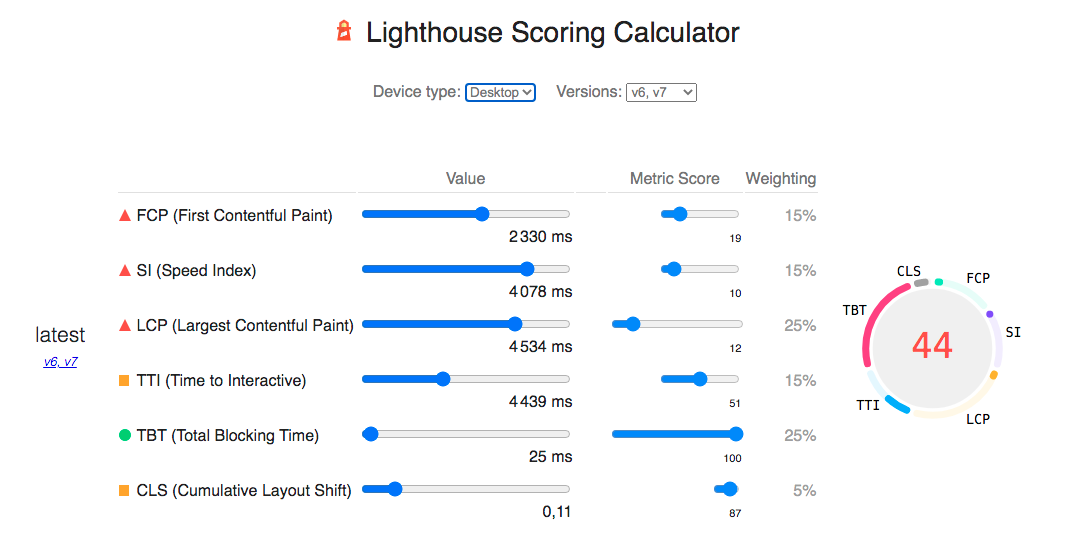 Lighthouse Scoring Calculator
Device type: Desktop Versions: v6, v7
Value Metric Score Weighting
FCP (First Contentful Paint) 15%
2 330 ms 19
SI (Speed Index) 15%
4 078 ms 10
LCP (Largest Contentful Paint) 25%
4 534 ms 12
TTI (Time to Interactive) 15%
4 439 ms 51
TBT (Total Blocking Time) 25%
25 ms 100
CLS (Cumulative Layout Shift) 5%
0,11 87
latest
v6, v7
CLS
FCP
TBT
SI
44
TTI
LCP